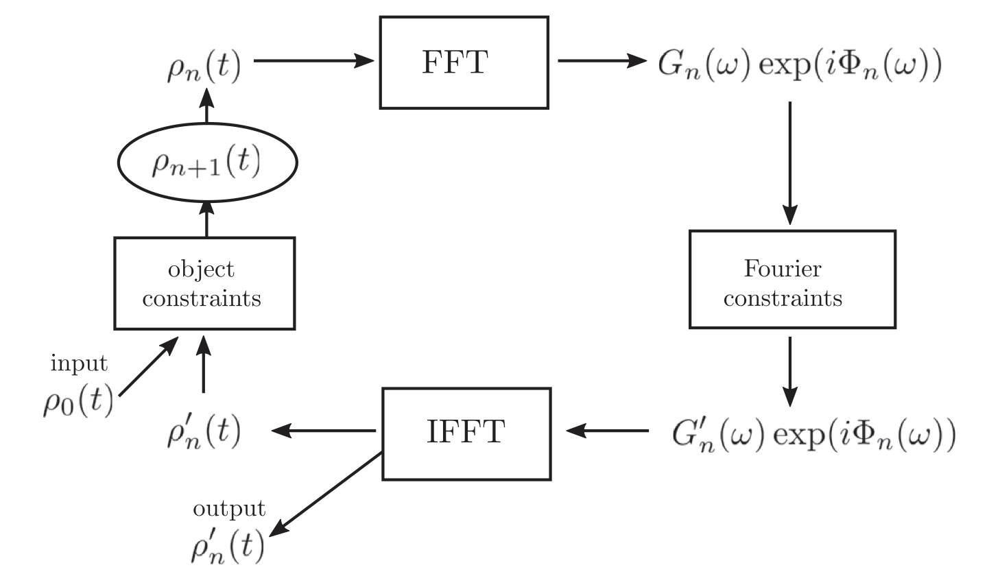 ρₙ(t)
FFT
Gₙ(ω) exp(iΦₙ(ω))
ρₙ₊₁(t)
object
constraints
Fourier
constraints
input
ρ₀(t)
ρ′ₙ(t)
IFFT
G′ₙ(ω) exp(iΦₙ(ω))
output
ρ′ₙ(t)